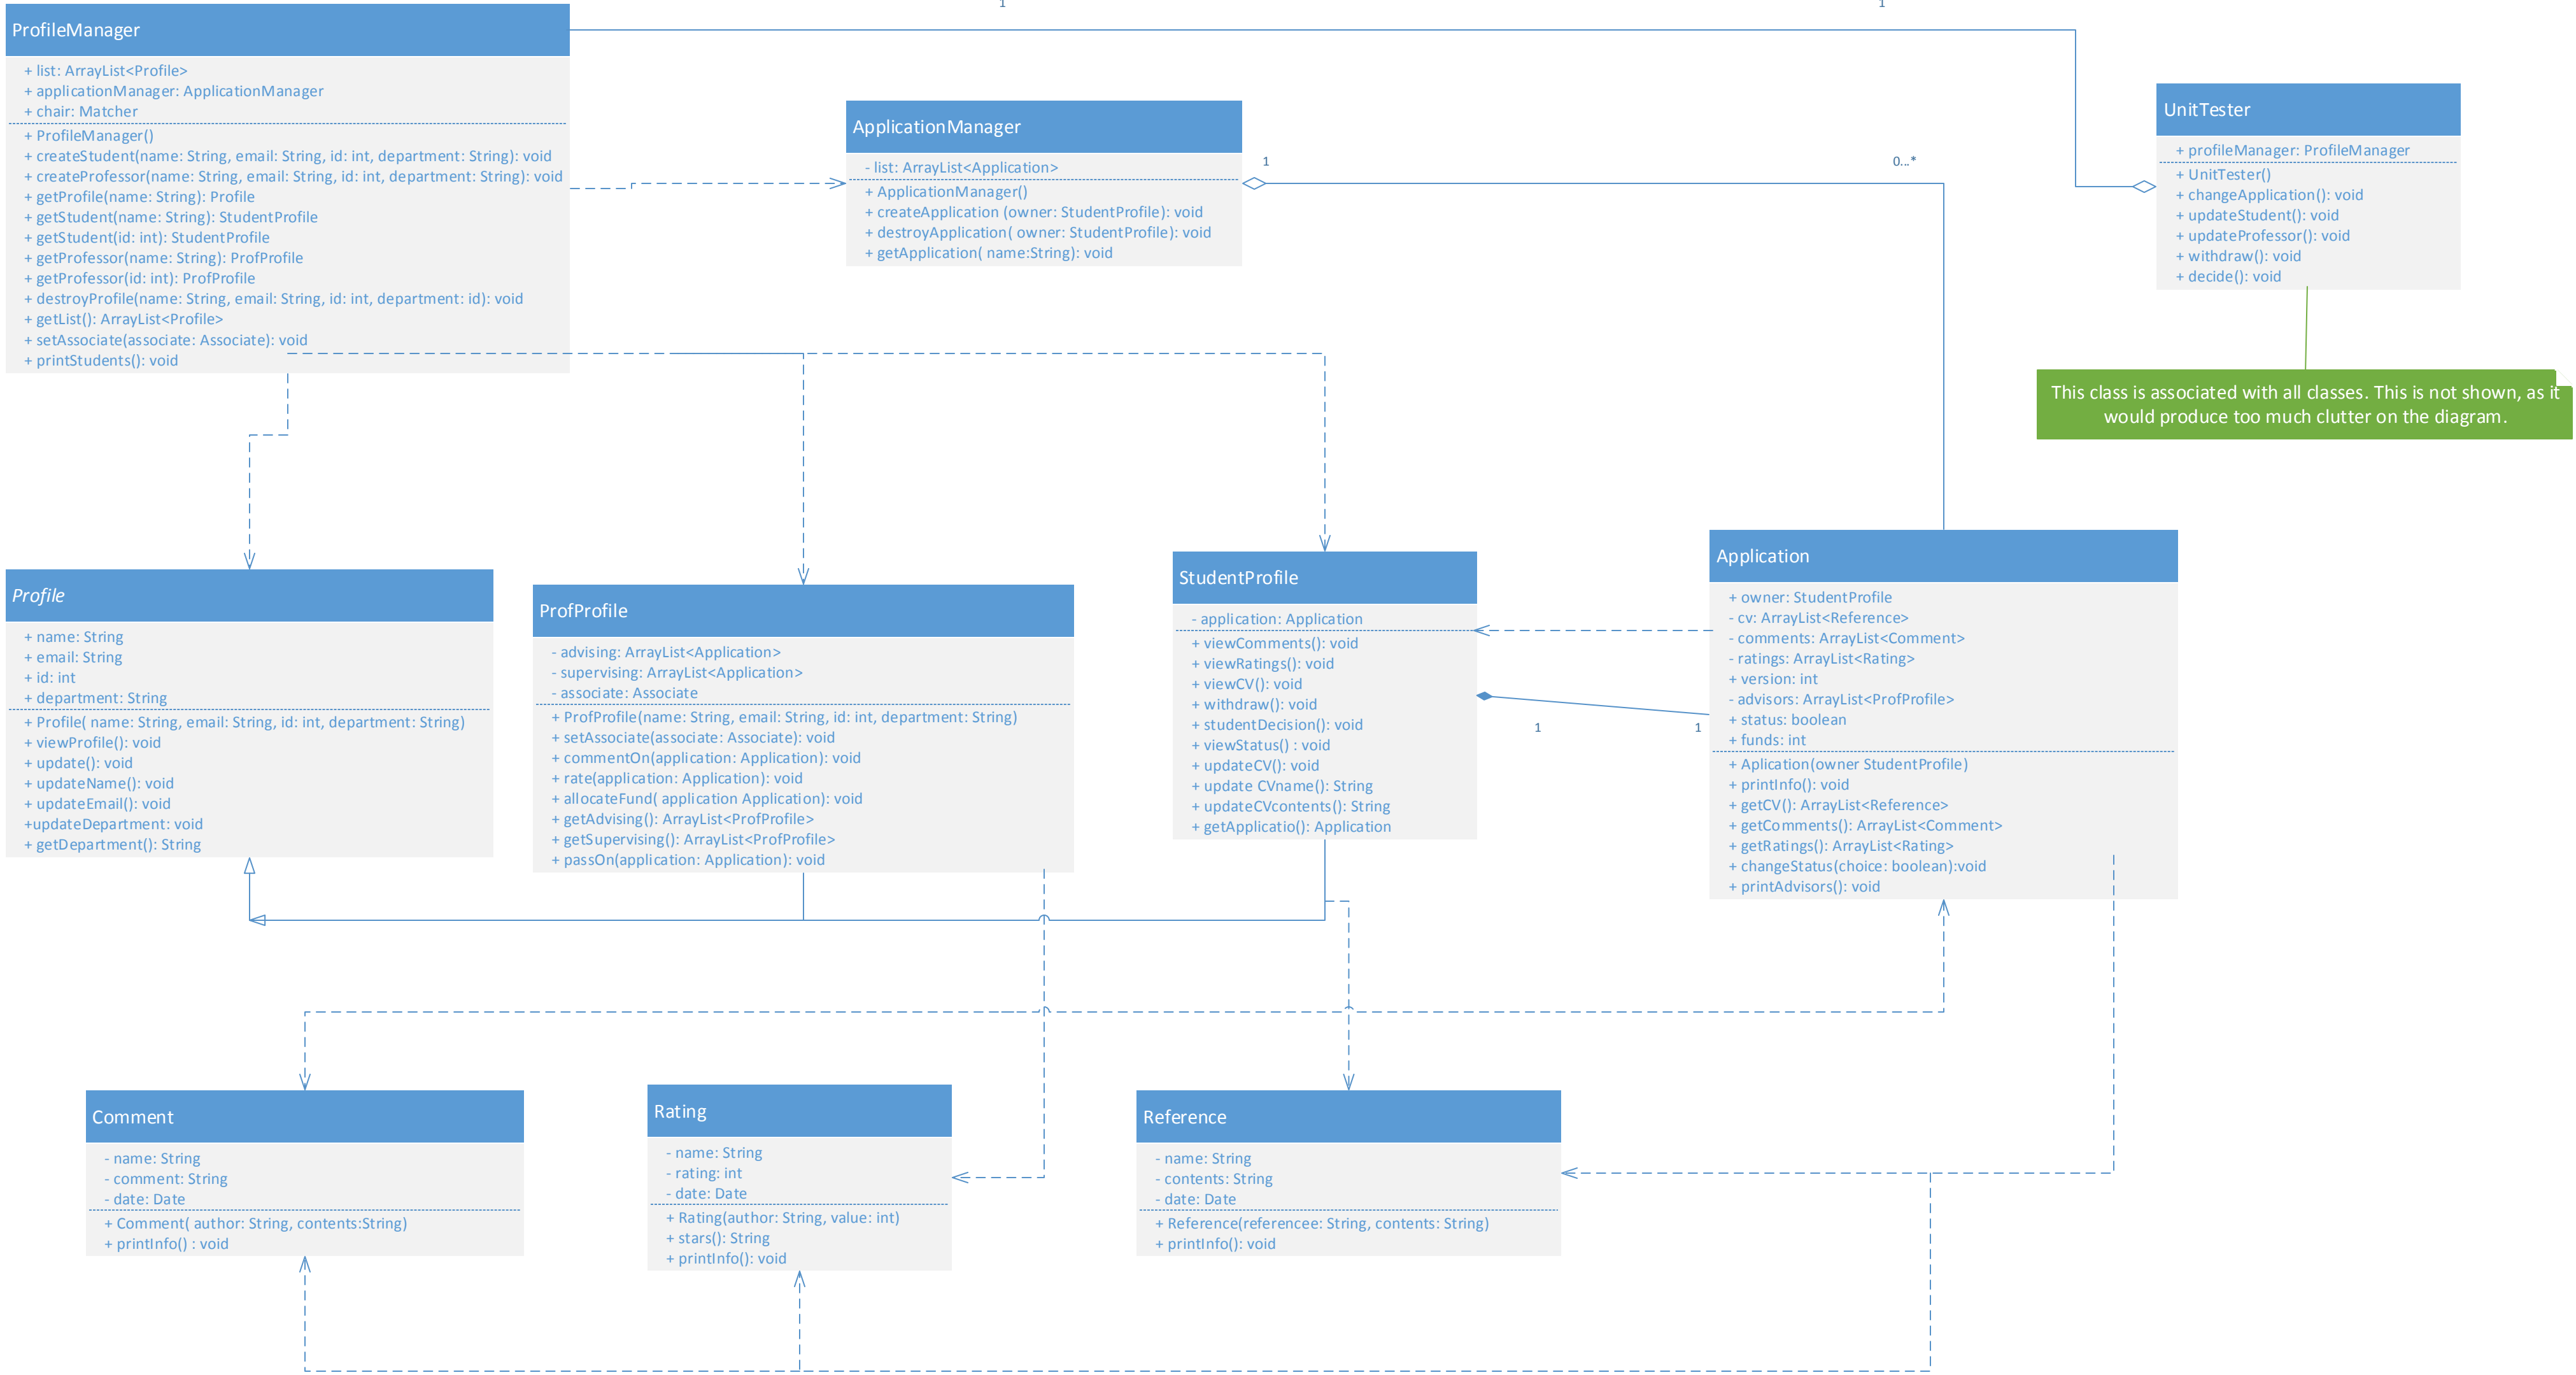 1
1
ProfileManager
+ list: ArrayList<Profile>
+ applicationManager: ApplicationManager
+ chair: Matcher
+ ProfileManager()
+ createStudent(name: String, email: String, id: int, department: String): void
+ createProfessor(name: String, email: String, id: int, department: String): void
+ getProfile(name: String): Profile
+ getStudent(name: String): StudentProfile
+ getStudent(id: int): StudentProfile
+ getProfessor(name: String): ProfProfile
+ getProfessor(id: int): ProfProfile
+ destroyProfile(name: String, email: String, id: int, department: id): void
+ getList(): ArrayList<Profile>
+ setAssociate(associate: Associate): void
+ printStudents(): void
ApplicationManager
- list: ArrayList<Application>
+ ApplicationManager()
+ createApplication (owner: StudentProfile): void
+ destroyApplication( owner: StudentProfile): void
+ getApplication( name:String): void
1
0...*
UnitTester
+ profileManager: ProfileManager
+ UnitTester()
+ changeApplication(): void
+ updateStudent(): void
+ updateProfessor(): void
+ withdraw(): void
+ decide(): void
This class is associated with all classes. This is not shown, as it
would produce too much clutter on the diagram.
Profile
+ name: String
+ email: String
+ id: int
+ department: String
+ Profile( name: String, email: String, id: int, department: String)
+ viewProfile(): void
+ update(): void
+ updateName(): void
+ updateEmail(): void
+updateDepartment: void
+ getDepartment(): String
ProfProfile
- advising: ArrayList<Application>
- supervising: ArrayList<Application>
- associate: Associate
+ ProfProfile(name: String, email: String, id: int, department: String)
+ setAssociate(associate: Associate): void
+ commentOn(application: Application): void
+ rate(application: Application): void
+ allocateFund( application Application): void
+ getAdvising(): ArrayList<ProfProfile>
+ getSupervising(): ArrayList<ProfProfile>
+ passOn(application: Application): void
StudentProfile
- application: Application
+ viewComments(): void
+ viewRatings(): void
+ viewCV(): void
+ withdraw(): void
+ studentDecision(): void
+ viewStatus() : void
+ updateCV(): void
+ update CVname(): String
+ updateCVcontents(): String
+ getApplicatio(): Application
1
1
Application
+ owner: StudentProfile
- cv: ArrayList<Reference>
- comments: ArrayList<Comment>
- ratings: ArrayList<Rating>
+ version: int
- advisors: ArrayList<ProfProfile>
+ status: boolean
+ funds: int
+ Aplication(owner StudentProfile)
+ printInfo(): void
+ getCV(): ArrayList<Reference>
+ getComments(): ArrayList<Comment>
+ getRatings(): ArrayList<Rating>
+ changeStatus(choice: boolean):void
+ printAdvisors(): void
Comment
- name: String
- comment: String
- date: Date
+ Comment( author: String, contents:String)
+ printInfo() : void
Rating
- name: String
- rating: int
- date: Date
+ Rating(author: String, value: int)
+ stars(): String
+ printInfo(): void
Reference
- name: String
- contents: String
- date: Date
+ Reference(referencee: String, contents: String)
+ printInfo(): void